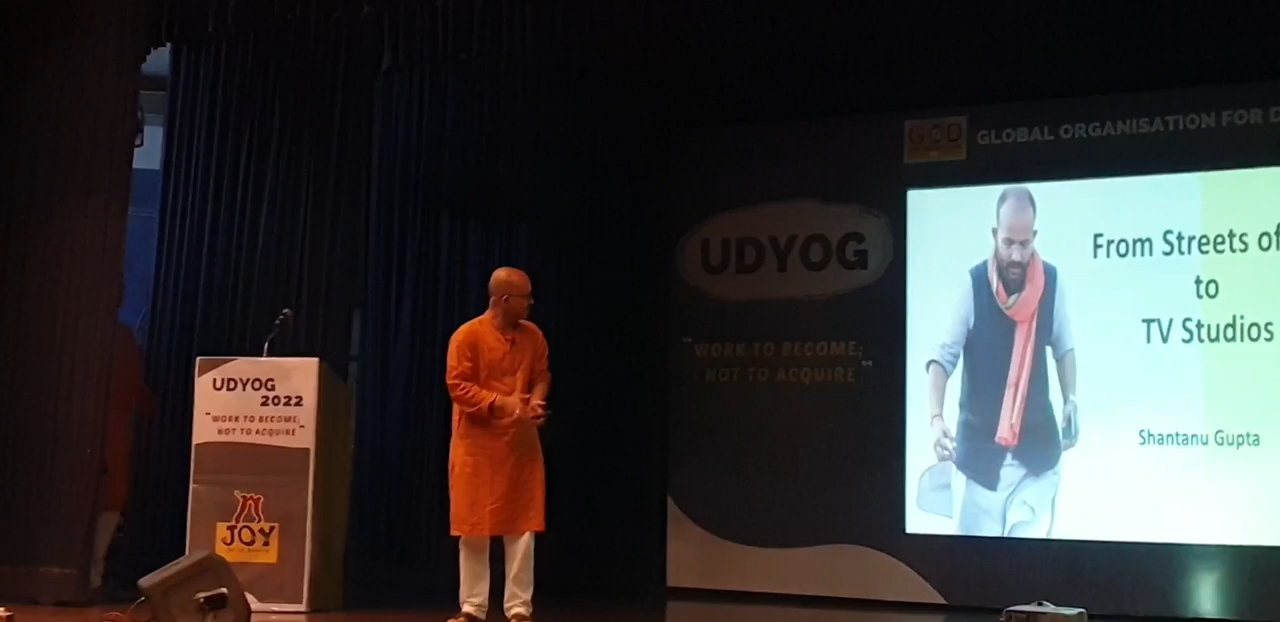 GOD
GLOBAL ORGANISATION FOR
UDYOG
"WORK TO BECOME;
NOT TO ACQUIRE"
From Streets of
to
TV Studios
Shantanu Gupta
UDYOG
2022
"WORK TO BECOME;
NOT TO ACQUIRE"
JOY